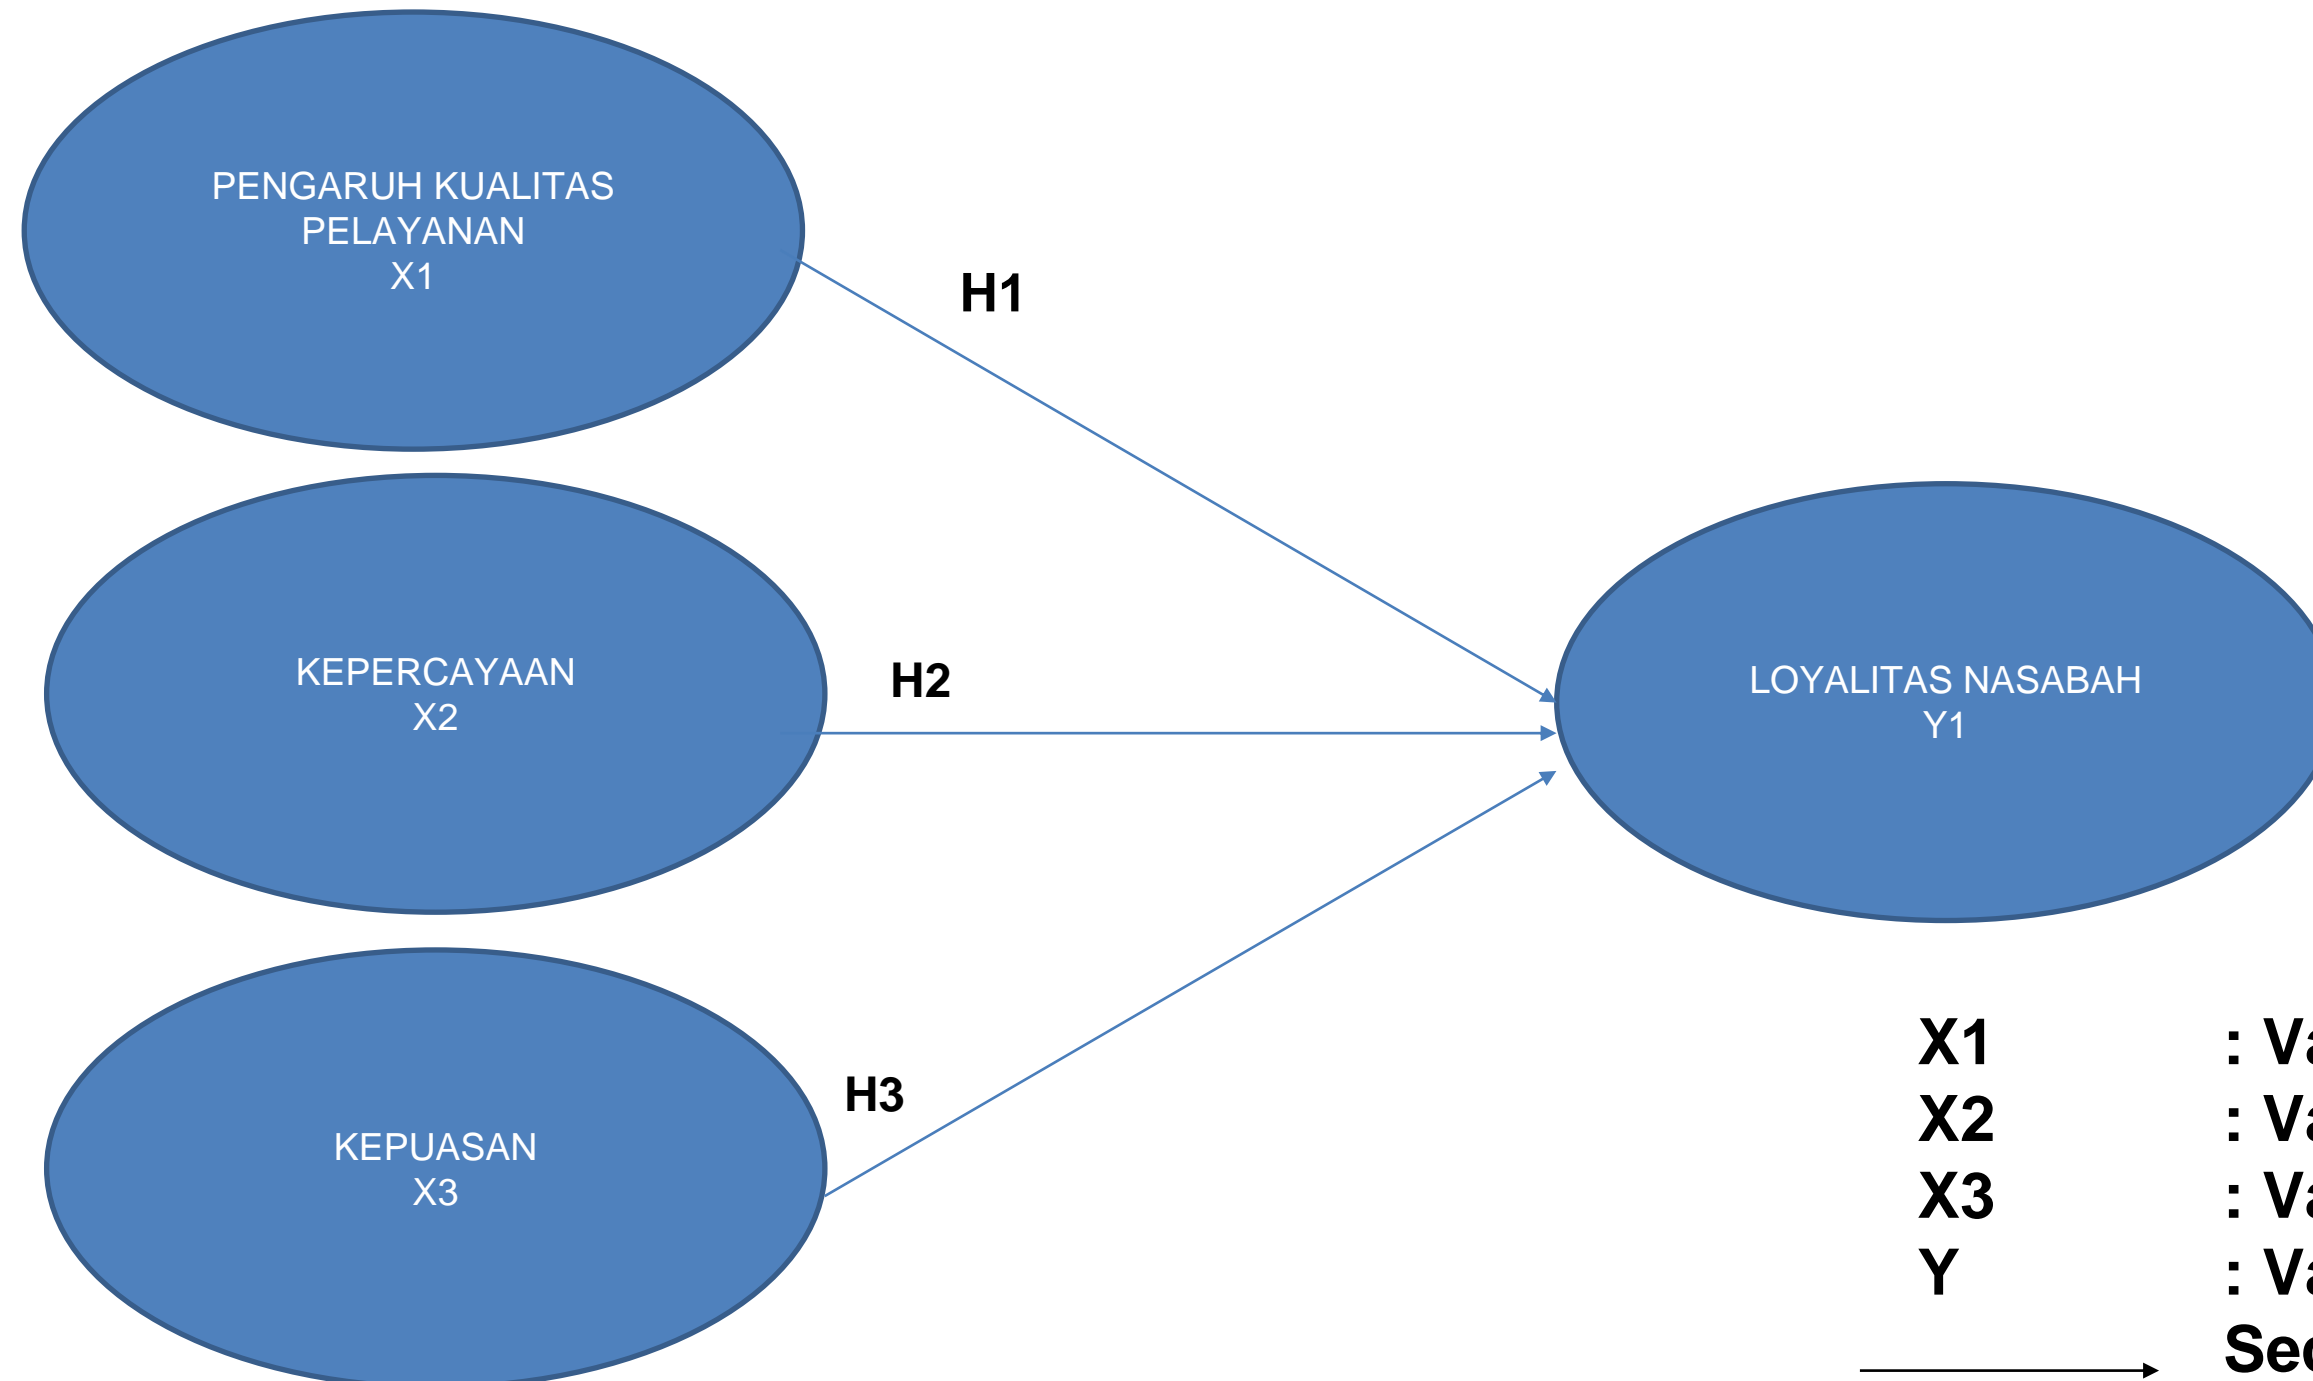 PENGARUH KUALITAS
PELAYANAN
X1
H1
KEPERCAYAAN
X2
H2
LOYALITAS NASABAH
Y1
KEPUASAN
X3
H3
X1 :
X2 :
X3 :
Y :